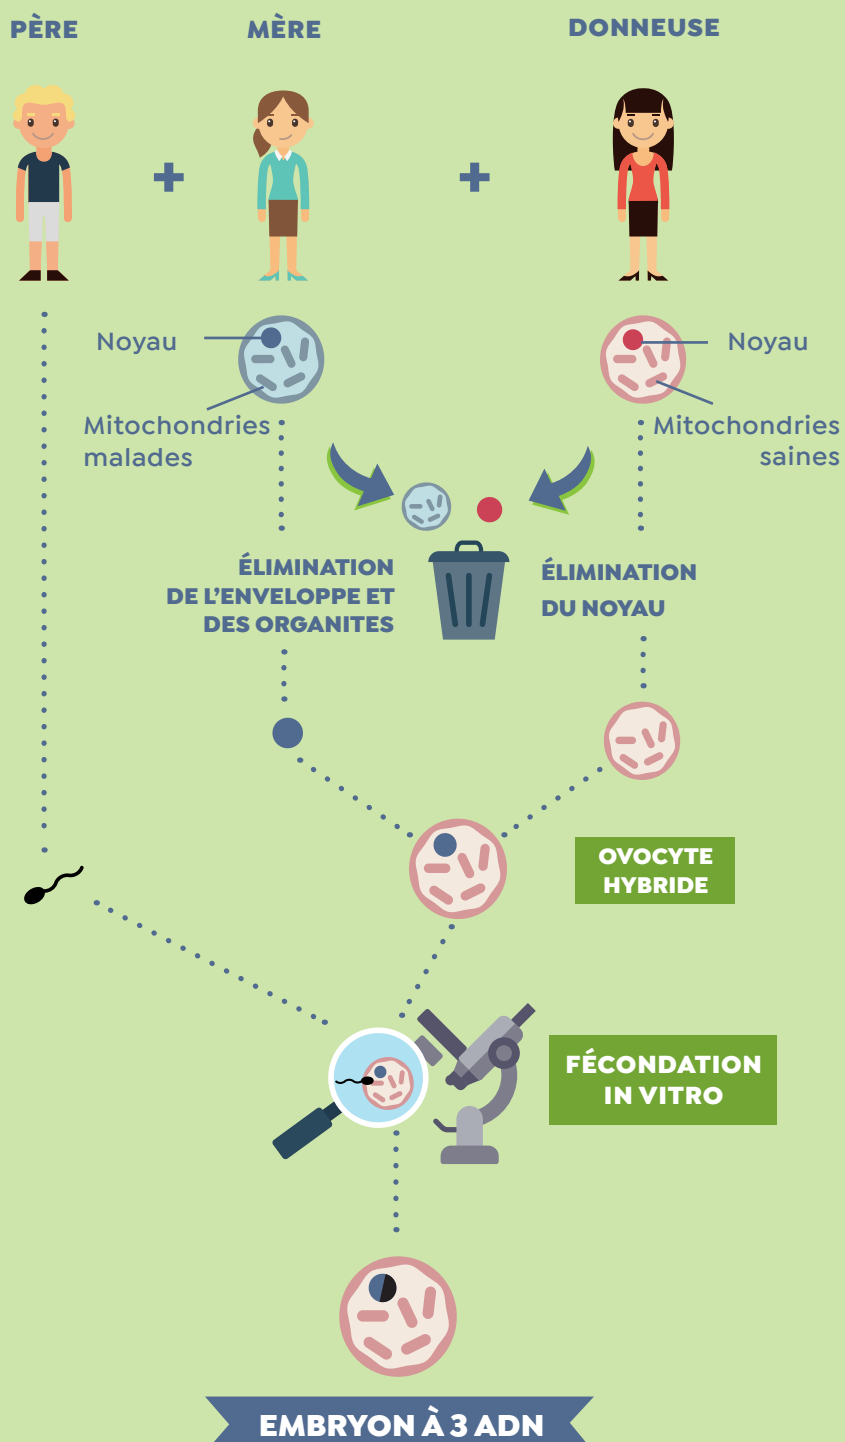 PÈRE
MÈRE
DONNEUSE
Noyau
Noyau
Mitochondries
malades
Mitochondries
saines
ÉLIMINATION
DE L’ENVELOPPE ET
DES ORGANITES
ÉLIMINATION
DU NOYAU
OVOCYTE
HYBRIDE
FÉCONDATION
IN VITRO
EMBRYON À 3 ADN